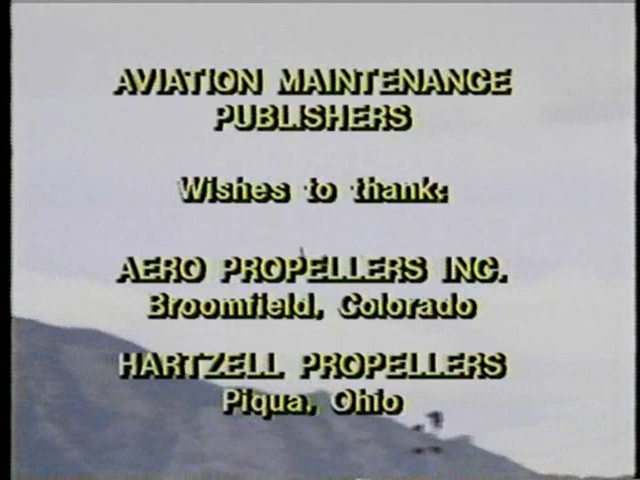 AVIATION MAINTENANCE
PUBLISHERS
Wishes to thank:
AERO PROPELLERS INC.
Broomfield, Colorado
HARTZELL PROPELLERS
Piqua, Ohio